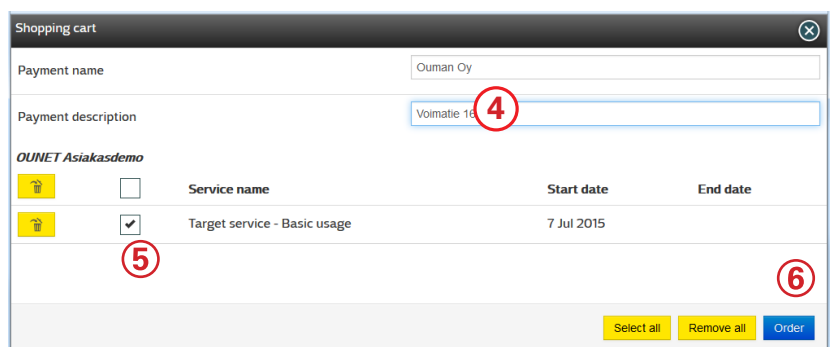 Shopping cart
Payment name Ouman Oy
Payment description Voimatie 16 4
OUNET Asiakasdemo
Service name Start date End date
Target service - Basic usage 7 Jul 2015
5
6
Select all Remove all Order